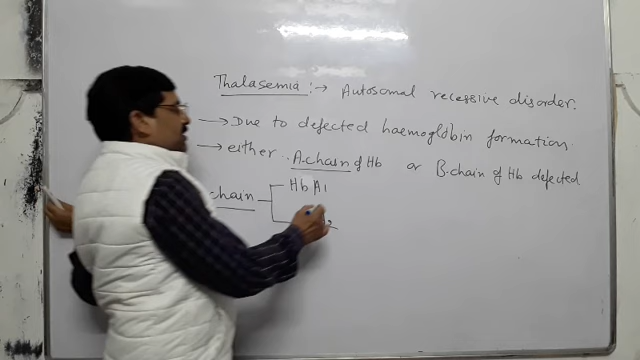 Thalasemia :→ Autosomal recessive disorder.
→ Due to defected haemoglobin formation.
→ either A-chain of Hb or B-chain of Hb defected
chain
Hb A1
2